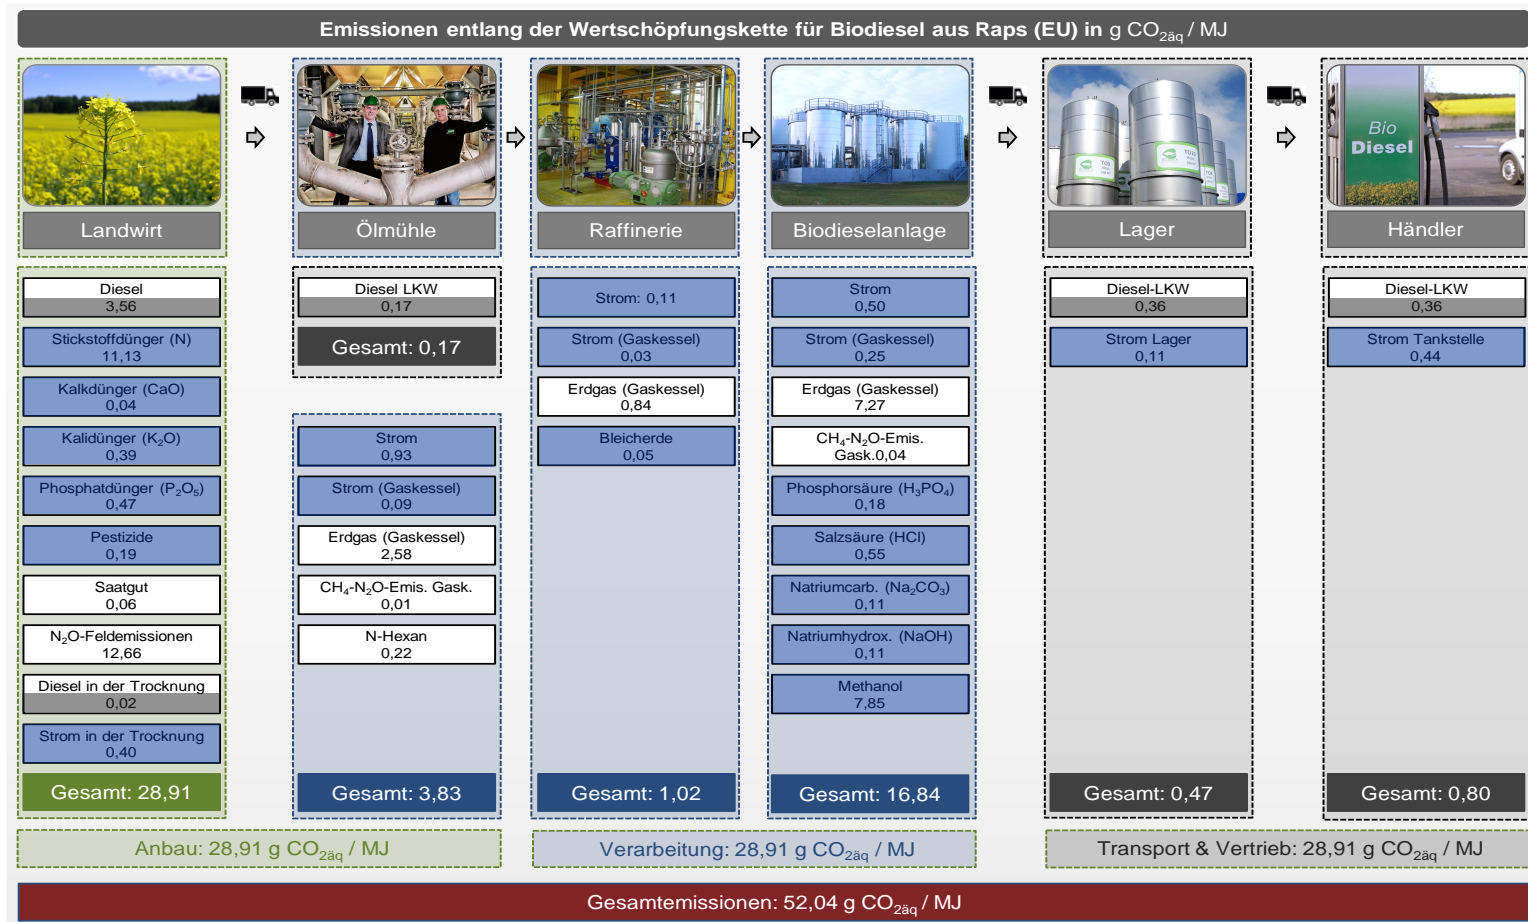 Emissionen entlang der Wertschöpfungskette für Biodiesel aus Raps (EU) in g CO₂äq / MJ
Landwirt
Diesel
3,56
Stickstoffdünger (N)
11,13
Kalkdünger (CaO)
0,04
Kalidünger (K₂O)
0,39
Phosphatdünger (P₂O₅)
0,47
Pestizide
0,19
Saatgut
0,06
N₂O-Feldemissionen
12,66
Diesel in der Trocknung
0,02
Strom in der Trocknung
0,40
Gesamt: 28,91
Ölmühle
Diesel LKW
0,17
Gesamt: 0,17
Strom
0,93
Strom (Gaskessel)
0,09
Erdgas (Gaskessel)
2,58
CH₄-N₂O-Emis. Gask.
0,01
N-Hexan
0,22
Gesamt: 3,83
Raffinerie
Strom: 0,11
Strom (Gaskessel)
0,03
Erdgas (Gaskessel)
0,84
Bleicherde
0,05
Gesamt: 1,02
Biodieselanlage
Strom
0,50
Strom (Gaskessel)
0,25
Erdgas (Gaskessel)
7,27
CH₄-N₂O-Emis.
Gask.0,04
Phosphorsäure (H₃PO₄)
0,18
Salzsäure (HCl)
0,55
Natriumcarb. (Na₂CO₃)
0,11
Natriumhydrox. (NaOH)
0,11
Methanol
7,85
Gesamt: 16,84
Lager
Diesel-LKW
0,36
Strom Lager
0,11
Gesamt: 0,47
Bio
Diesel
Händler
Diesel-LKW
0,36
Strom Tankstelle
0,44
Gesamt: 0,80
Anbau: 28,91 g CO₂äq / MJ
Verarbeitung: 28,91 g CO₂äq / MJ
Transport & Vertrieb: 28,91 g CO₂äq / MJ
Gesamtemissionen: 52,04 g CO₂äq / MJ